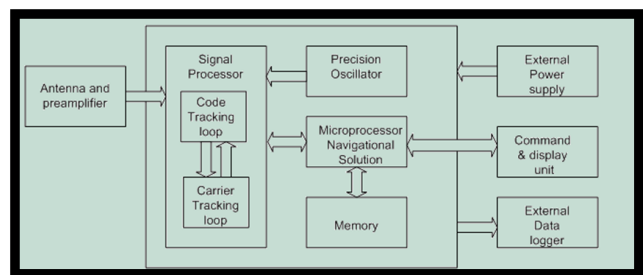 Antenna and
preamplifier
Signal
Processor
Code
Tracking
loop
Carrier
Tracking
loop
Precision
Oscillator
Microprocessor
Navigational
Solution
Memory
External
Power
supply
Command
& display
unit
External
Data
logger